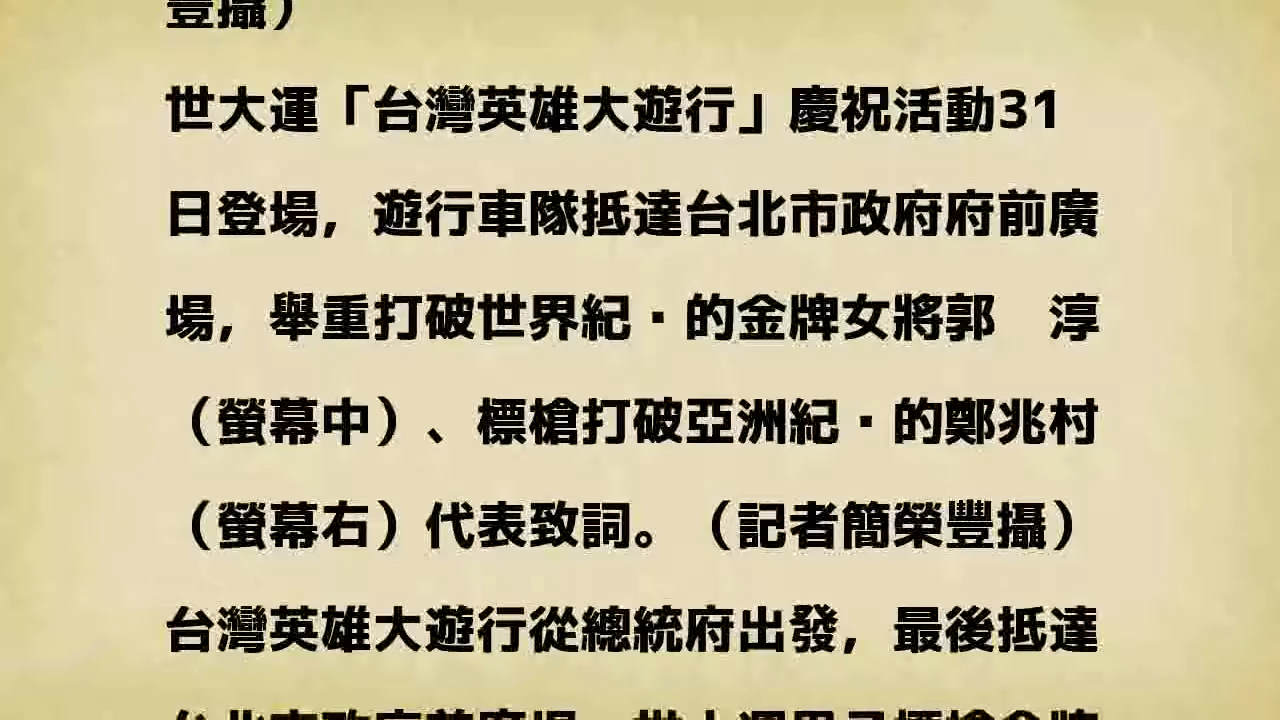 豐攝）
世大運「台灣英雄大遊行」慶祝活動31
日登場，遊行車隊抵達台北市政府府前廣
場，舉重打破世界紀▪的金牌女將郭　淳
（螢幕中）、標槍打破亞洲紀▪的鄭兆村
（螢幕右）代表致詞。（記者簡榮豐攝）
台灣英雄大遊行從總統府出發，最後抵達